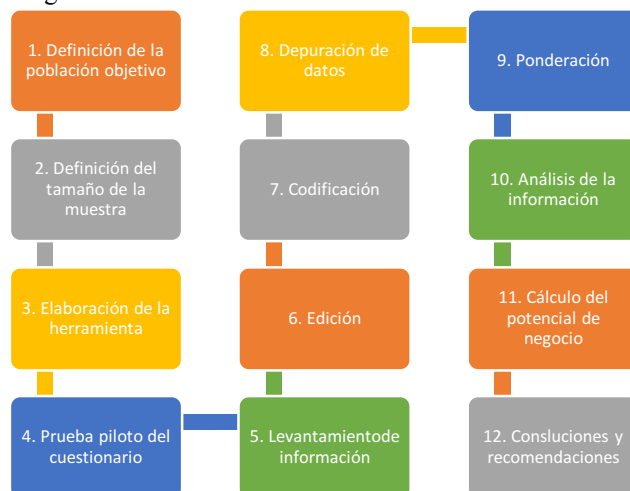 1. Definición de la
población objetivo
2. Definición del
tamaño de la
muestra
3. Elaboración de la
herramienta
4. Prueba piloto del
cuestionario
5. Levantamientode
información
6. Edición
7. Codificación
8. Depuración de
datos
9. Ponderación
10. Análisis de la
información
11. Cálculo del
potencial de
negocio
12. Consluciones y
recomendaciones